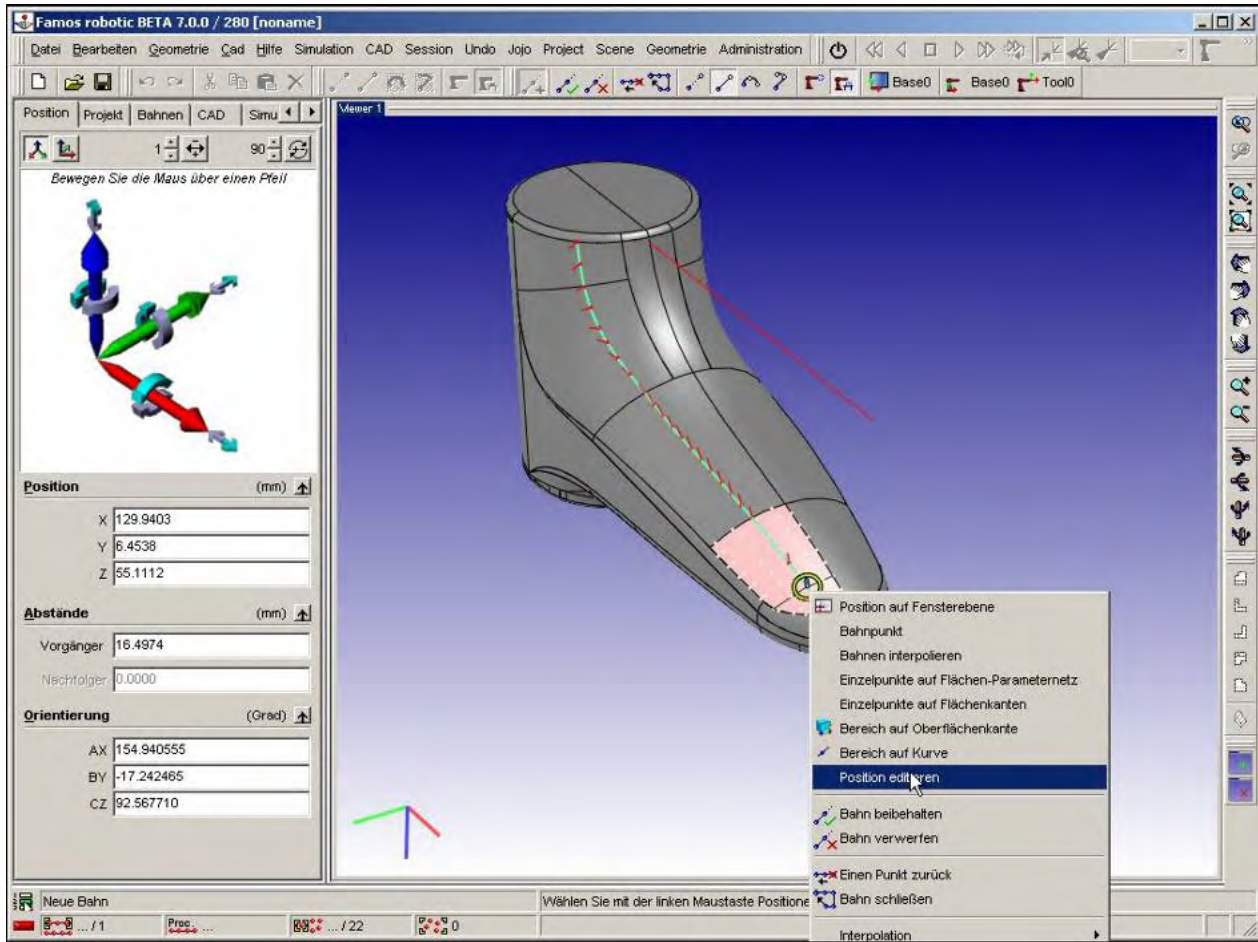 Famos robotic BETA 7.0.0 / 280 [noname]
Datei Bearbeiten Geometrie Cad Hilfe Simulation CAD Session Undo Jojo Project Scene Geometrie Administration
Base0 Base0 Tool0
Position Projekt Bahnen CAD Simu
Viewer 1
1 90
Bewegen Sie die Maus über einen Pfeil
Position (mm)
X 129.9403
Y 6.4538
Z 55.1112
Abstände (mm)
Vorgänger 16.4974
Nachfolger 0.0000
Orientierung (Grad)
AX 154.940555
BY -17.242465
CZ 92.567710
Position auf Fensterebene
Bahnpunkt
Bahnen interpolieren
Einzelpunkte auf Flächen-Parameternetz
Einzelpunkte auf Flächenkanten
Bereich auf Oberflächenkante
Bereich auf Kurve
Position editieren
Bahn beibehalten
Bahn verwerfen
Einen Punkt zurück
Bahn schließen
Interpolation
Neue Bahn
Wählen Sie mit der linken Maustaste Positione
... / 1 Proc. ... ... / 22 0